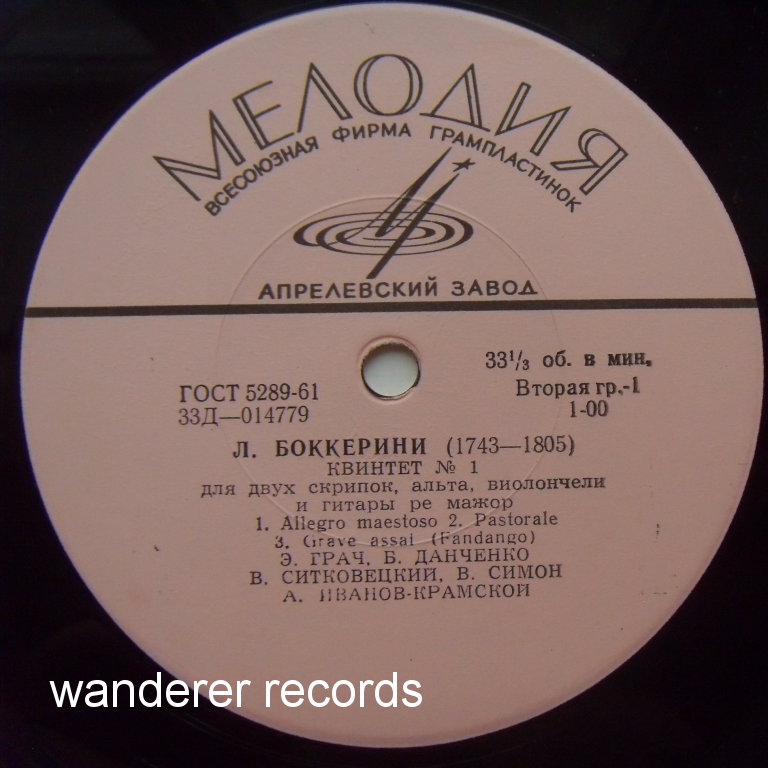 МЕЛОДИЯ
ВСЕСОЮЗНАЯ ФИРМА ГРАМПЛАСТИНОК
АПРЕЛЕВСКИЙ ЗАВОД
33⅓ об. в мин.
ГОСТ 5289-61
Вторая гр.-1
33Д—014779
1-00
Л. БОККЕРИНИ (1743—1805)
КВИНТЕТ № 1
для двух скрипок, альта, виолончели
и гитары ре мажор
1. Allegro maestoso 2. Pastorale
3. Grave assai (Fandango)
Э. ГРАЧ, Б. ДАНЧЕНКО
В. СИТКОВЕЦКИЙ, В. СИМОН
А. ИВАНОВ-КРАМСКОЙ
wanderer records